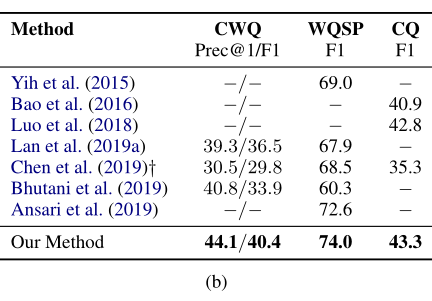 Method CWQ WQSP CQ
Prec@1/F1 F1 F1
Yih et al. (2015) −/− 69.0 −
Bao et al. (2016) −/− − 40.9
Luo et al. (2018) −/− − 42.8
Lan et al. (2019a) 39.3/36.5 67.9 −
Chen et al. (2019)† 30.5/29.8 68.5 35.3
Bhutani et al. (2019) 40.8/33.9 60.3 −
Ansari et al. (2019) −/− 72.6 −
Our Method 44.1/40.4 74.0 43.3
(b)